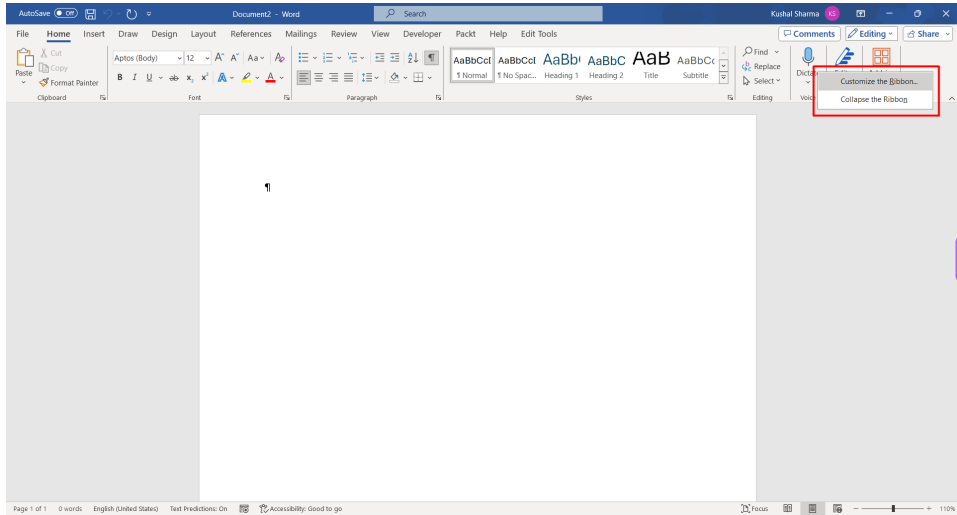 AutoSave Off Document2 - Word Search Kushal Sharma KS
File Home Insert Draw Design Layout References Mailings Review View Developer Packt Help Edit Tools Comments Editing Share
Paste
Cut
Copy
Format Painter
Clipboard
Aptos (Body) 12 A^ A˅ Aa A
B I U ab x₂ x² A A
Font
Paragraph
AaBbCcI AaBbCcI AaBb( AaBbC AaB AaBbCc
¶ Normal ¶ No Spac... Heading 1 Heading 2 Title Subtitle
Styles
Find
Replace
Select
Editing
Customize the Ribbon...
Collapse the Ribbon
¶
Page 1 of 1 0 words English (United States) Text Predictions: On Accessibility: Good to go Focus 110%